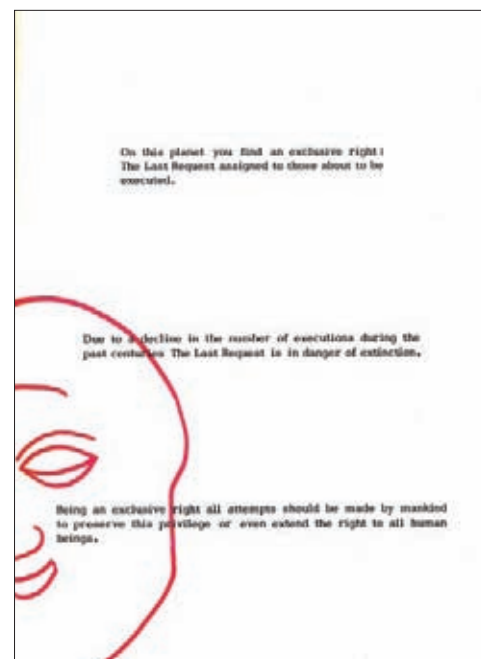 On this planet you find an exclusive right:
The Last Request assigned to those about to be
executed.
Due to a decline in the number of executions during the
past centuries The Last Request is in danger of extinction.
Being an exclusive right all attempts should be made by mankind
to preserve this privilege or even extend the right to all human
beings.